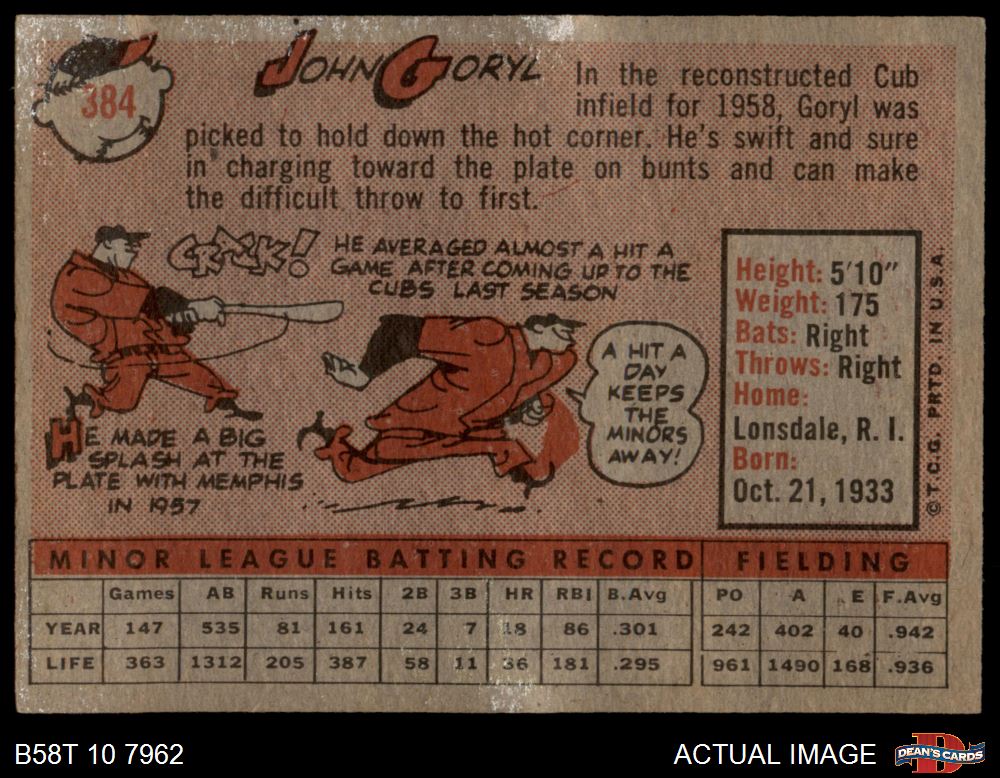 384
JOHN GORYL
In the reconstructed Cub
infield for 1958, Goryl was
picked to hold down the hot corner. He's swift and sure
in charging toward the plate on bunts and can make
the difficult throw to first.
CRACK!
HE AVERAGED ALMOST A HIT A
GAME AFTER COMING UP TO THE
CUBS LAST SEASON
HE MADE A BIG
SPLASH AT THE
PLATE WITH MEMPHIS
IN 1957
A HIT A
DAY
KEEPS
THE
MINORS
AWAY!
Height: 5'10"
Weight: 175
Bats: Right
Throws: Right
Home:
Lonsdale, R. I.
Born:
Oct. 21, 1933
© T.C.G. PRTD. IN U.S.A.
MINOR LEAGUE BATTING RECORD FIELDING
Games AB Runs Hits 2B 3B HR RBI B.Avg PO A E F.Avg
YEAR 147 535 81 161 24 7 18 86 .301 242 402 40 .942
LIFE 363 1312 205 387 58 11 36 181 .295 961 1490 168 .936
B58T 10 7962
ACTUAL IMAGE
D
DEAN'S CARDS